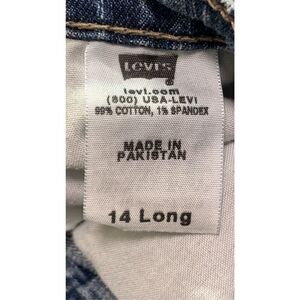 LEVI'S
®
levi.com
(800) USA-LEVI
99% COTTON, 1% SPANDEX
MADE IN
PAKISTAN
14 Long